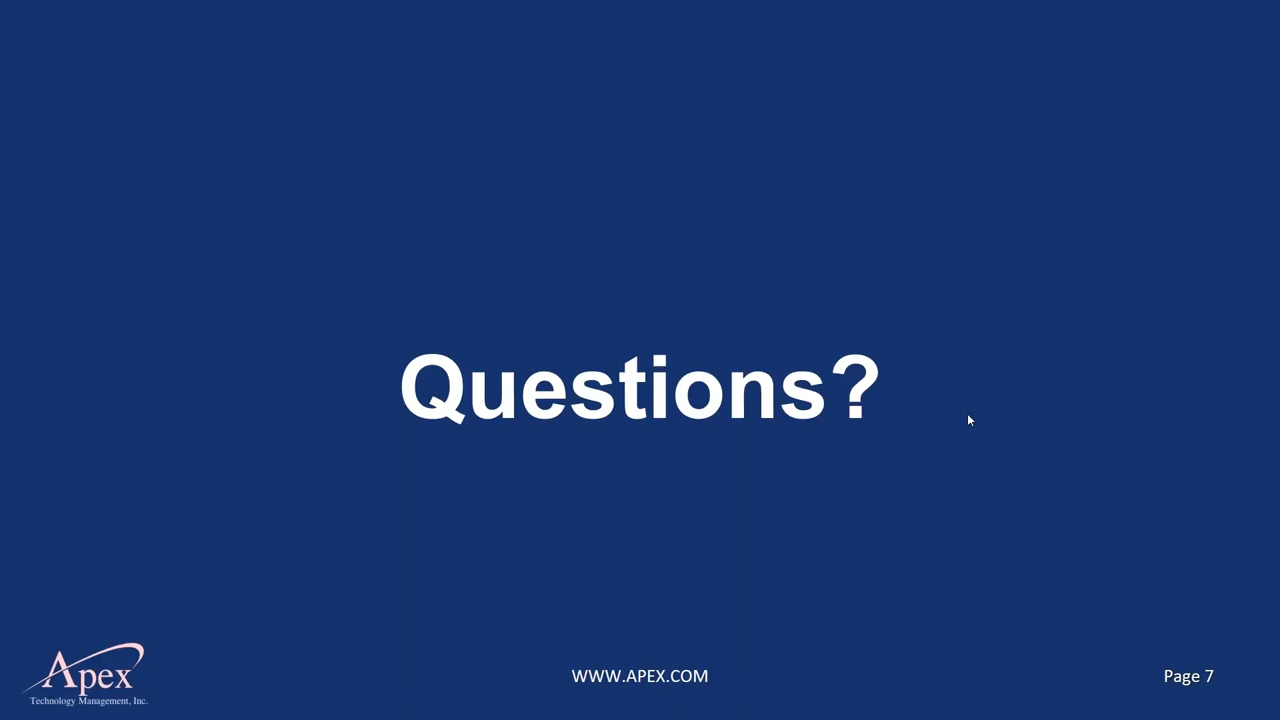 Questions?
Apex
Technology Management, Inc.
WWW.APEX.COM
Page 7